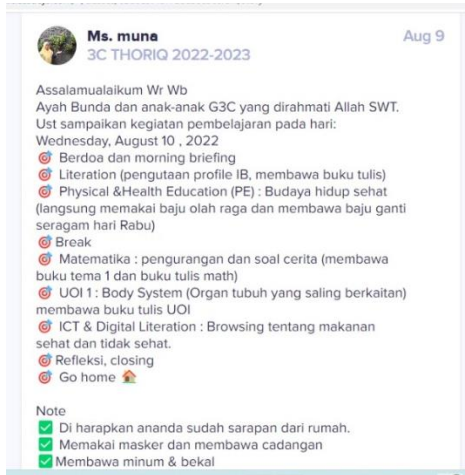 Ms. muna
Aug 9
3C THORIQ 2022-2023
Assalamualaikum Wr Wb
Ayah Bunda dan anak-anak G3C yang dirahmati Allah SWT.
Ust sampaikan kegiatan pembelajaran pada hari:
Wednesday, August 10 , 2022
🎯 Berdoa dan morning briefing
🎯 Literation (pengutaan profile IB, membawa buku tulis)
🎯 Physical &Health Education (PE) : Budaya hidup sehat
(langsung memakai baju olah raga dan membawa baju ganti
seragam hari Rabu)
🎯 Break
🎯 Matematika : pengurangan dan soal cerita (membawa
buku tema 1 dan buku tulis math)
🎯 UOI 1 : Body System (Organ tubuh yang saling berkaitan)
membawa buku tulis UOI
🎯 ICT & Digital Literation : Browsing tentang makanan
sehat dan tidak sehat.
🎯 Refleksi, closing
🎯 Go home 🏠
Note
✅ Di harapkan ananda sudah sarapan dari rumah.
✅ Memakai masker dan membawa cadangan
✅ Membawa minum & bekal